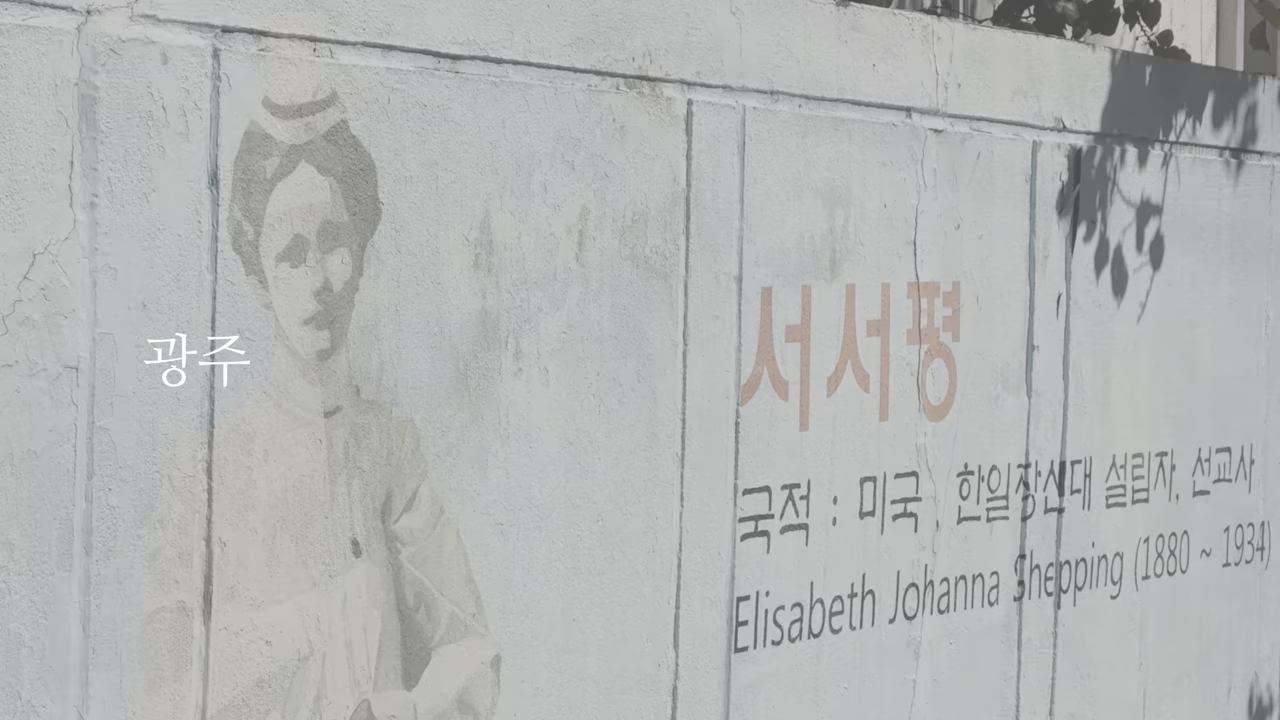 광주
서서평
국적 : 미국, 한일장신대 설립자, 선교사
Elisabeth Johanna Shepping (1880 ~ 1934)